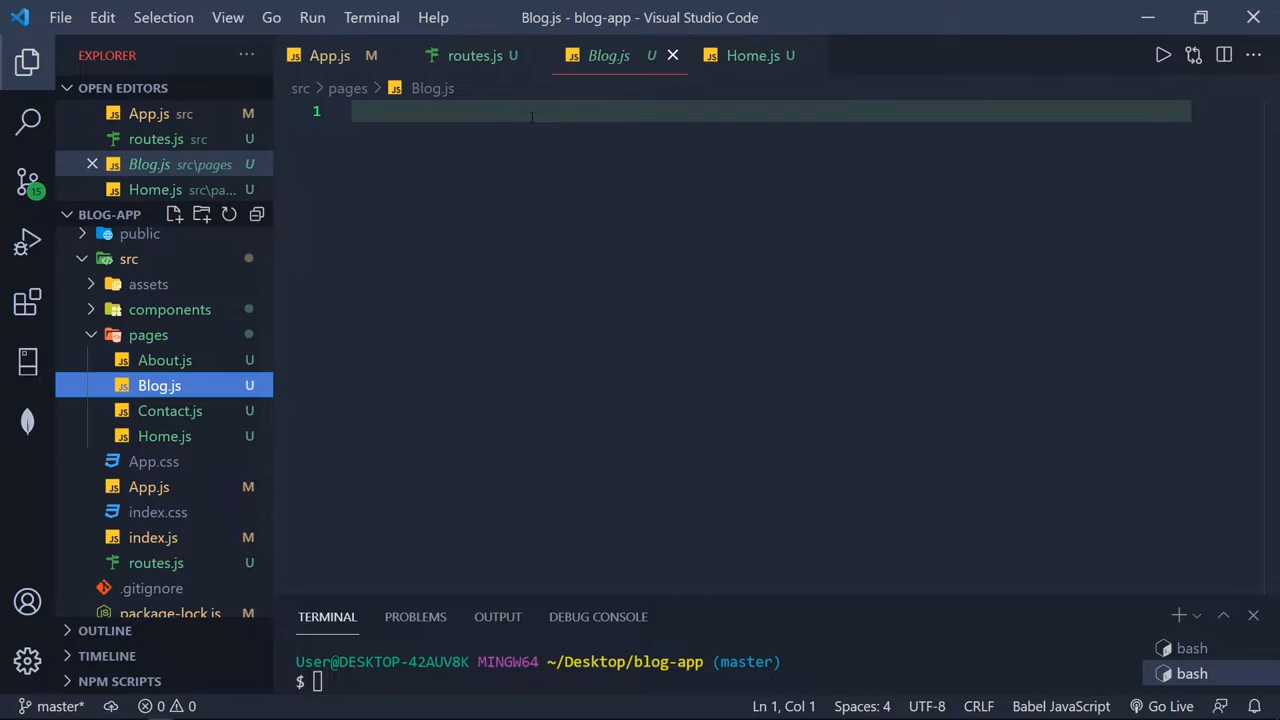 File Edit Selection View Go Run Terminal Help Blog.js - blog-app - Visual Studio Code
EXPLORER
App.js M routes.js U Blog.js U Home.js U
OPEN EDITORS
src pages Blog.js
App.js src M
routes.js src U
Blog.js src\pages U
Home.js src\pa... U
1
BLOG-APP
public
src
assets
components
pages
About.js U
Blog.js U
Contact.js U
Home.js U
App.css
App.js M
index.css
index.js M
routes.js U
.gitignore
package-lock.js M
OUTLINE
TIMELINE
NPM SCRIPTS
15
TERMINAL PROBLEMS OUTPUT DEBUG CONSOLE
User@DESKTOP-42AUV8K MINGW64 ~/Desktop/blog-app (master)
$
bash
bash
master* 0 0 Ln 1, Col 1 Spaces: 4 UTF-8 CRLF Babel JavaScript Go Live